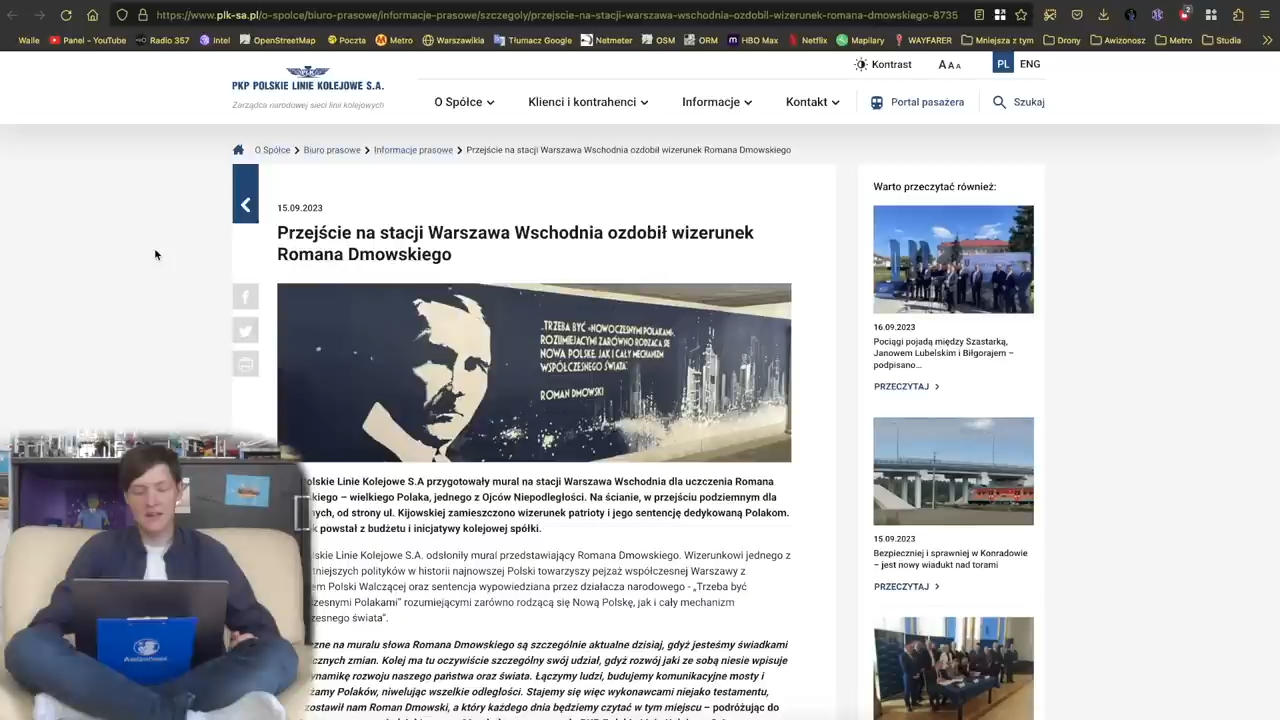 https://www.plk-sa.pl/o-spolce/biuro-prasowe/informacje-prasowe/szczegoly/przejscie-na-stacji-warszawa-wschodnia-ozdobil-wizerunek-romana-dmowskiego-8735
Walle Panel - YouTube Radio 357 Allegro Metro OpenStreetMap Obserwowane Tłumacz Google Netmeter OSM ORM HBO Max Netflix Mapilary WAYFARER Mniejsza z tym Drony Awizonet Metro Studia
Kontrast AAA PL ENG
PLK
PKP POLSKIE LINIE KOLEJOWE S.A.
Zarządca narodowej sieci linii kolejowych
O Spółce Klienci i kontrahenci Informacje Kontakt Portal pasażera Szukaj
O Spółce Biuro prasowe Informacje prasowe Przejście na stacji Warszawa Wschodnia ozdobił wizerunek Romana Dmowskiego
15.09.2023
Przejście na stacji Warszawa Wschodnia ozdobił wizerunek
Romana Dmowskiego
„TRZEBA BYĆ «NOWOCZESNYMI POLAKAMI»
ROZUMIEJĄCYMI ZARÓWNO RODZĄCĄ SIĘ
NOWĄ POLSKĘ, JAK I CAŁY MECHANIZM
WSPÓŁCZESNEGO ŚWIATA”
ROMAN DMOWSKI
olskie Linie Kolejowe S.A przygotowały mural na stacji Warszawa Wschodnia dla uczczenia Romana
kiego – wielkiego Polaka, jednego z Ojców Niepodległości. Na ścianie, w przejściu podziemnym dla
nych, od strony ul. Kijowskiej zamieszczono wizerunek patrioty i jego sentencję dedykowaną Polakom.
k powstał z budżetu i inicjatywy kolejowej spółki.
lskie Linie Kolejowe S.A. odsłoniły mural przedstawiający Romana Dmowskiego. Wizerunkowi jednego z
tniejszych polityków w historii najnowszej Polski towarzyszy pejzaż współczesnej Warszawy z
em Polski Walczącej oraz sentencja wypowiedziana przez działacza narodowego - „Trzeba być
zesnymi Polakami” rozumiejącymi zarówno rodzącą się Nową Polskę, jak i cały mechanizm
zesnego świata”.
zne na muralu słowa Romana Dmowskiego są szczególnie aktualne dzisiaj, gdyż jesteśmy świadkami
icznych zmian. Kolej ma tu oczywiście szczególny swój udział, gdyż rozwój jaki ze sobą niesie wpisuje
ynamikę rozwoju naszego państwa oraz świata. Łączymy ludzi, budujemy komunikacyjne mosty i
żamy Polaków, niwelując wszelkie odległości. Stajemy się więc wykonawcami niejako testamentu,
zostawił nam Roman Dmowski, a który każdego dnia będziemy czytać w tym miejscu – podróżując do
Warto przeczytać również:
16.09.2023
Pociągi pojadą między Szastarką,
Janowem Lubelskim i Biłgorajem –
podpisano...
PRZECZYTAJ
15.09.2023
Bezpieczniej i sprawniej w Konradowie
– jest nowy wiadukt nad torami
PRZECZYTAJ